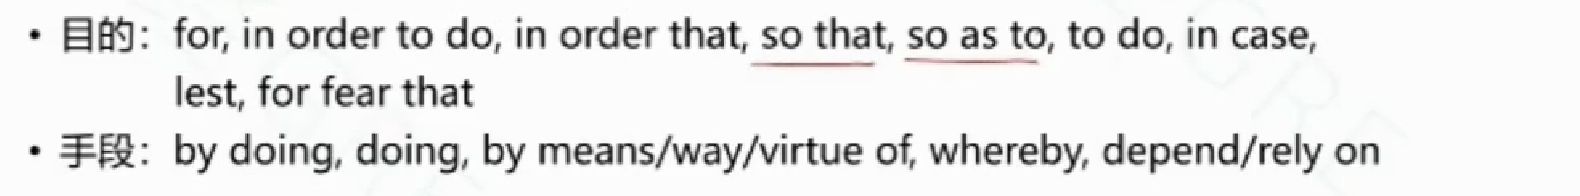 • 目的：for, in order to do, in order that, so that, so as to, to do, in case,
lest, for fear that
• 手段：by doing, doing, by means/way/virtue of, whereby, depend/rely on